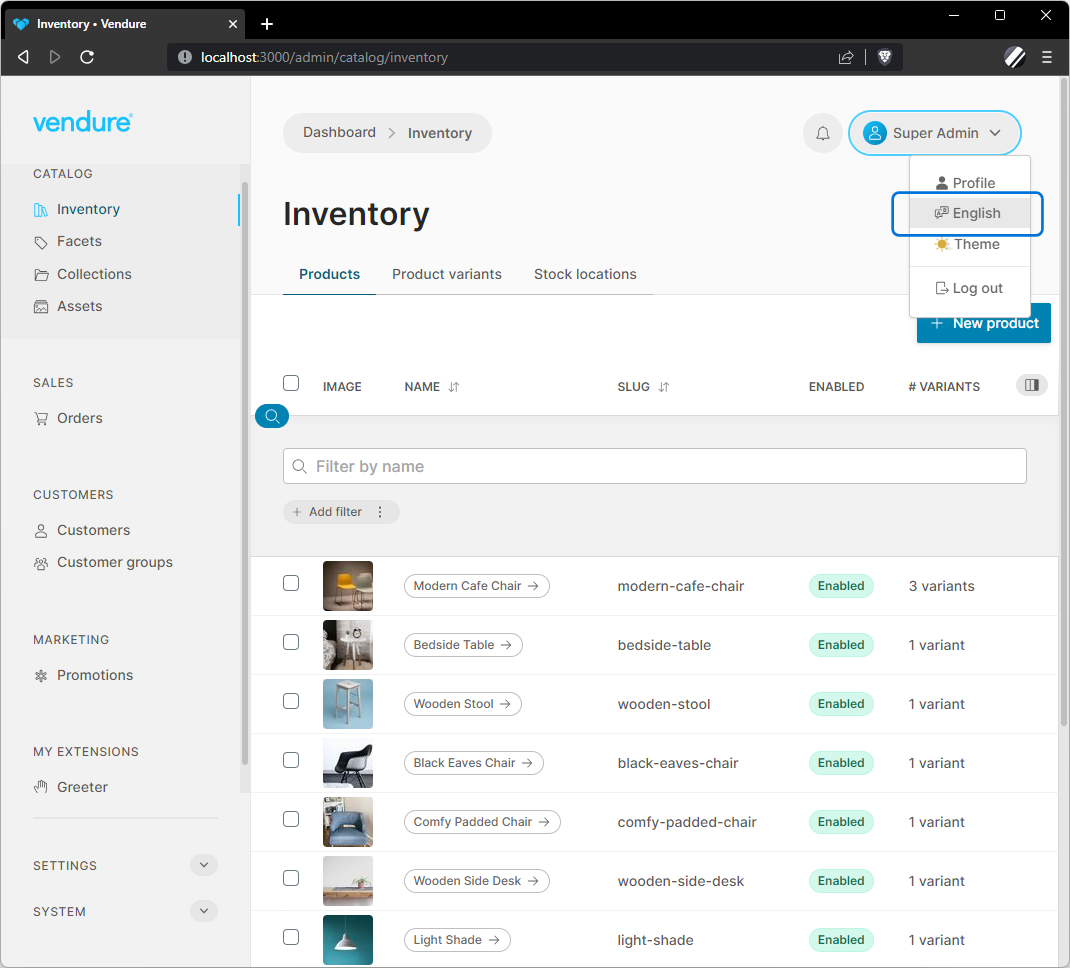 Inventory • Vendure
localhost:3000/admin/catalog/inventory
vendure
CATALOG
Inventory
Facets
Collections
Assets
SALES
Orders
CUSTOMERS
Customers
Customer groups
MARKETING
Promotions
MY EXTENSIONS
Greeter
SETTINGS
SYSTEM
Dashboard > Inventory
Super Admin
Profile
English
Theme
Log out
Inventory
Products Product variants Stock locations
+ New product
IMAGE NAME SLUG ENABLED # VARIANTS
Filter by name
+ Add filter
Modern Cafe Chair → modern-cafe-chair Enabled 3 variants
Bedside Table → bedside-table Enabled 1 variant
Wooden Stool → wooden-stool Enabled 1 variant
Black Eaves Chair → black-eaves-chair Enabled 1 variant
Comfy Padded Chair → comfy-padded-chair Enabled 1 variant
Wooden Side Desk → wooden-side-desk Enabled 1 variant
Light Shade → light-shade Enabled 1 variant